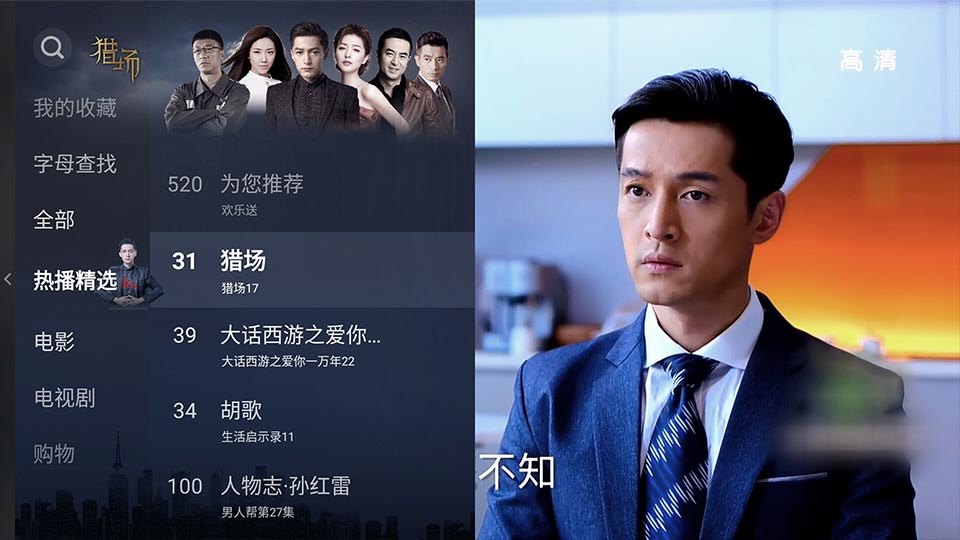 猎场
我的收藏
字母查找
全部
热播精选
电影
电视剧
购物
520 为您推荐
欢乐送
31 猎场
猎场17
39 大话西游之爱你...
大话西游之爱你一万年22
34 胡歌
生活启示录11
100 人物志·孙红雷
男人帮第27集
高清
不知